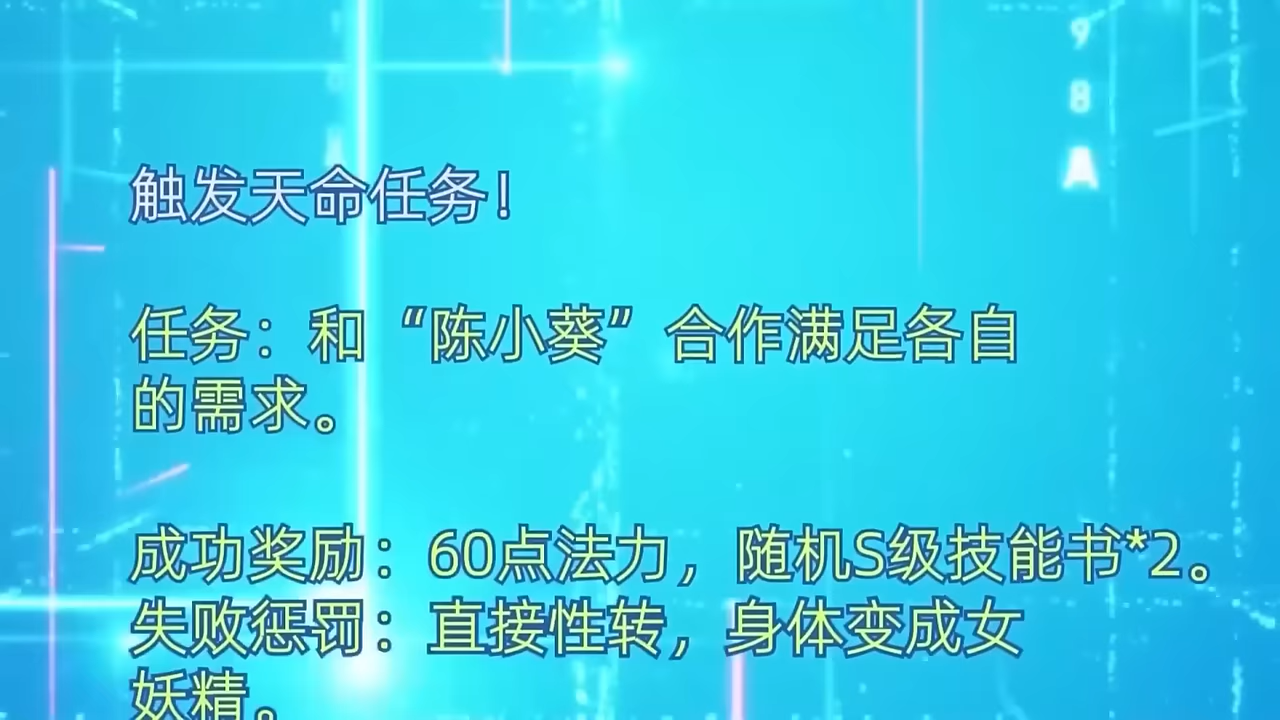 9
8
A
触发天命任务！
任务：和“陈小葵”合作满足各自
的需求。
成功奖励：60点法力，随机S级技能书*2。
失败惩罚：直接性转，身体变成女
妖精。